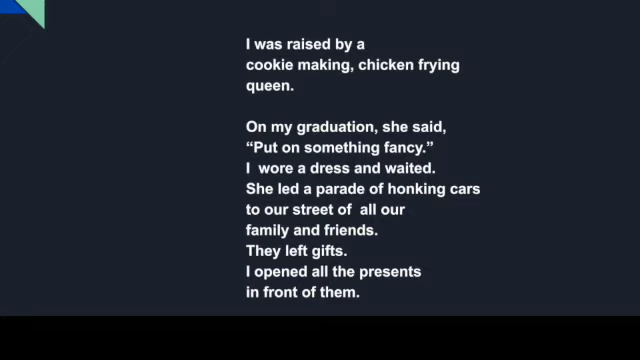 I was raised by a
cookie making, chicken frying
queen.
On my graduation, she said,
“Put on something fancy.”
I  wore a dress and waited.
She led a parade of honking cars
to our street of  all our
family and friends.
They left gifts.
I opened all the presents
in front of them.